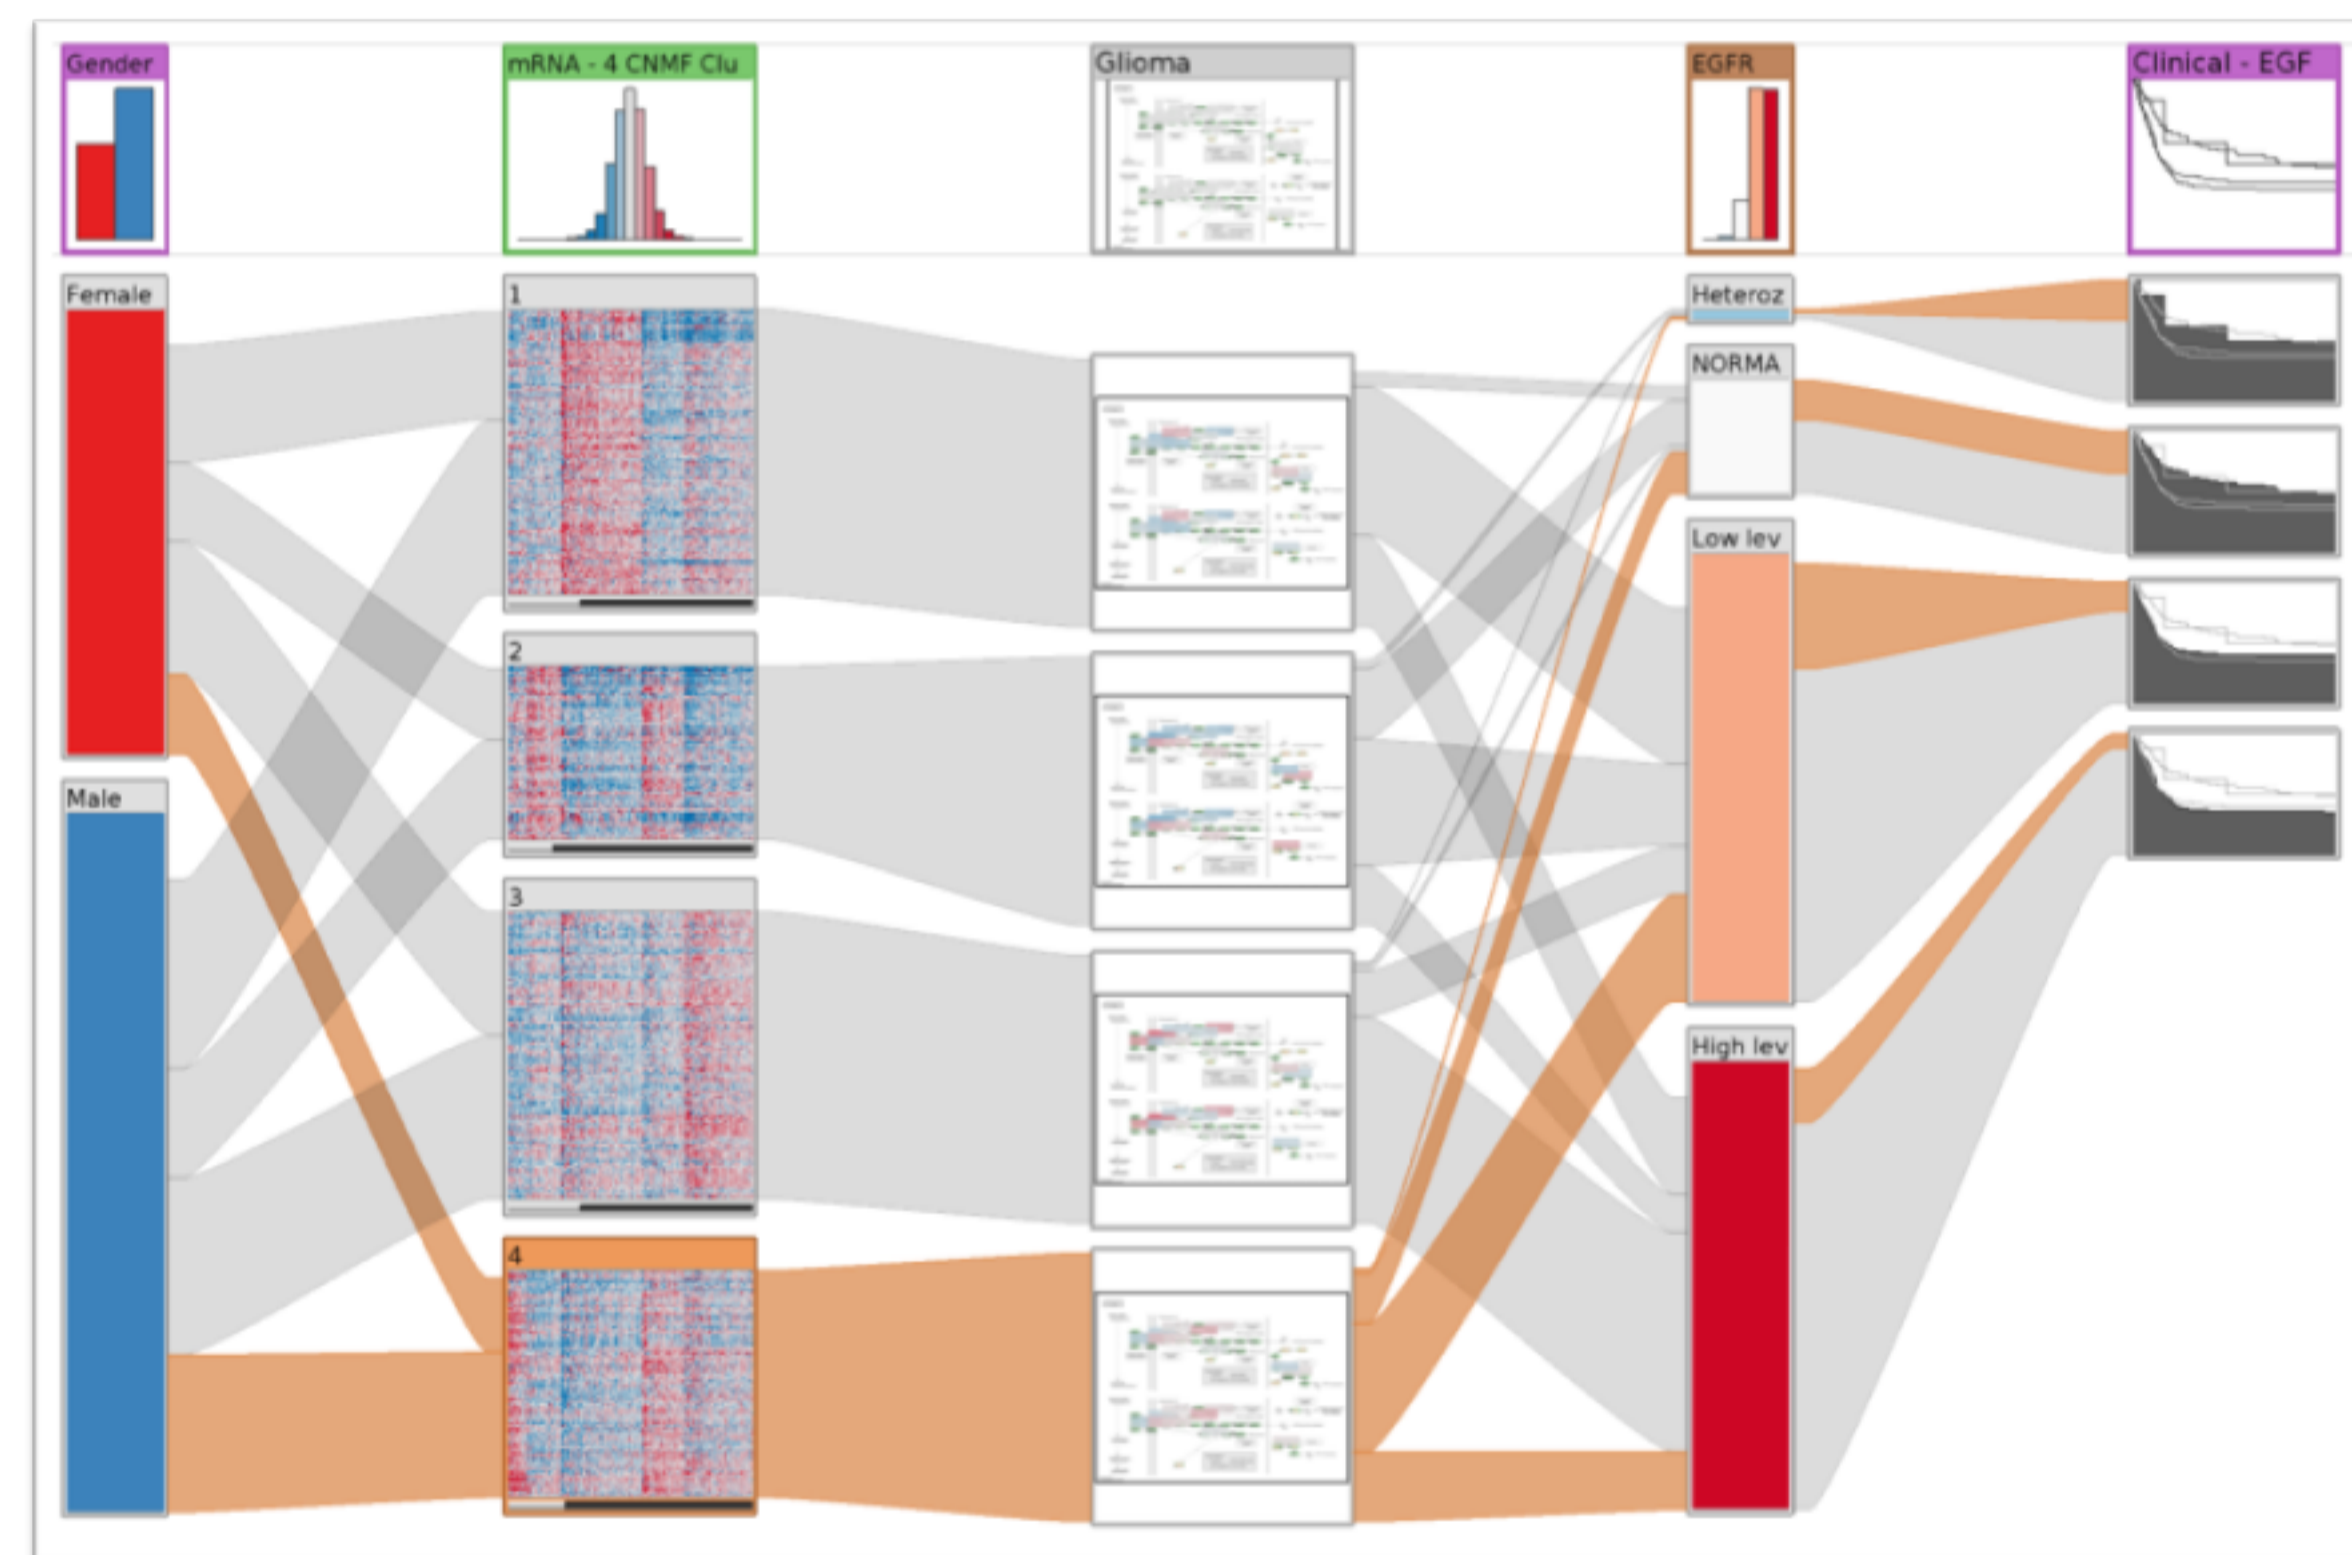 Gender
mRNA - 4 CNMF Clu
Glioma
EGFR
Clinical - EGF
Female
1
Heteroz
NORMA
Low lev
2
Male
3
High lev
4